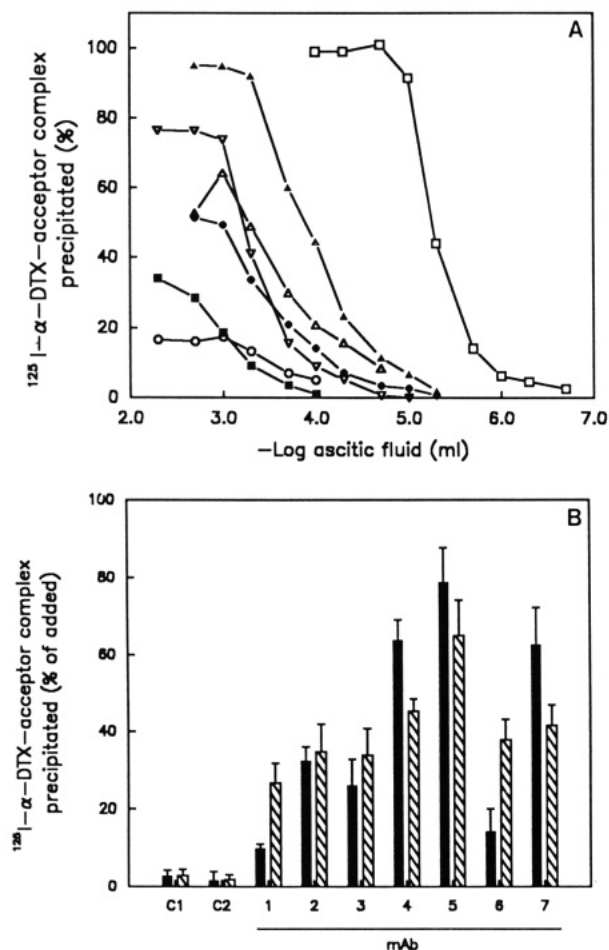 A
100
80
60
40
20
0
¹²⁵I-α-DTX-acceptor complex
precipitated (%)
2.0 3.0 4.0 5.0 6.0 7.0
-Log ascitic fluid (ml)
B
100
80
60
40
20
0
¹²⁵I-α-DTX-acceptor complex
precipitated (% of added)
C1 C2 1 2 3 4 5 6 7
mAb